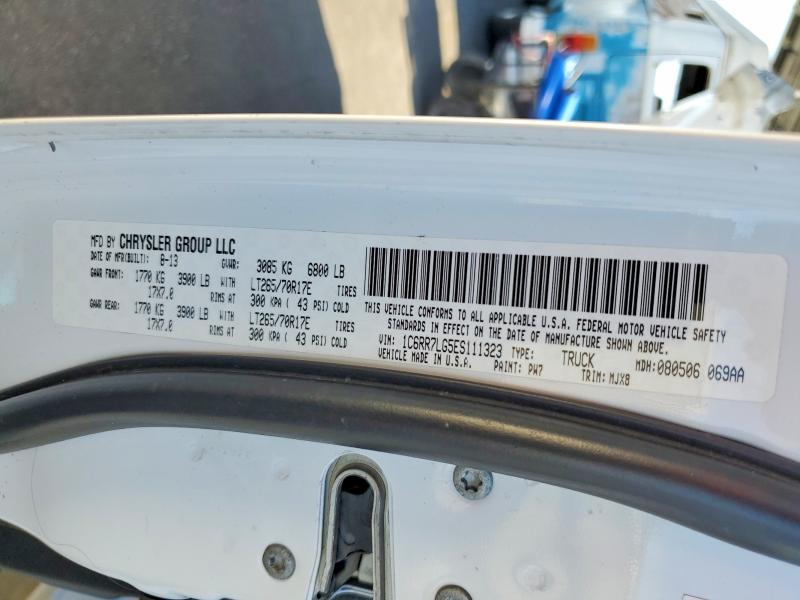 MFD BY CHRYSLER GROUP LLC
DATE OF MFR(BUILT): 8-13 GVWR: 3085 KG 6800 LB
GAWR FRONT: 1770 KG 3900 LB WITH LT265/70R17E TIRES
17X7.0 RIMS AT 300 KPA ( 43 PSI) COLD
GAWR REAR: 1770 KG 3900 LB WITH LT265/70R17E TIRES
17X7.0 RIMS AT 300 KPA ( 43 PSI) COLD
THIS VEHICLE CONFORMS TO ALL APPLICABLE U.S.A. FEDERAL MOTOR VEHICLE SAFETY
STANDARDS IN EFFECT ON THE DATE OF MANUFACTURE SHOWN ABOVE.
VIN: 1C6RR7LG5ES111323 TYPE: TRUCK MDH:080506 069AA
VEHICLE MADE IN U.S.A. PAINT: PW7 TRIM: MJX8